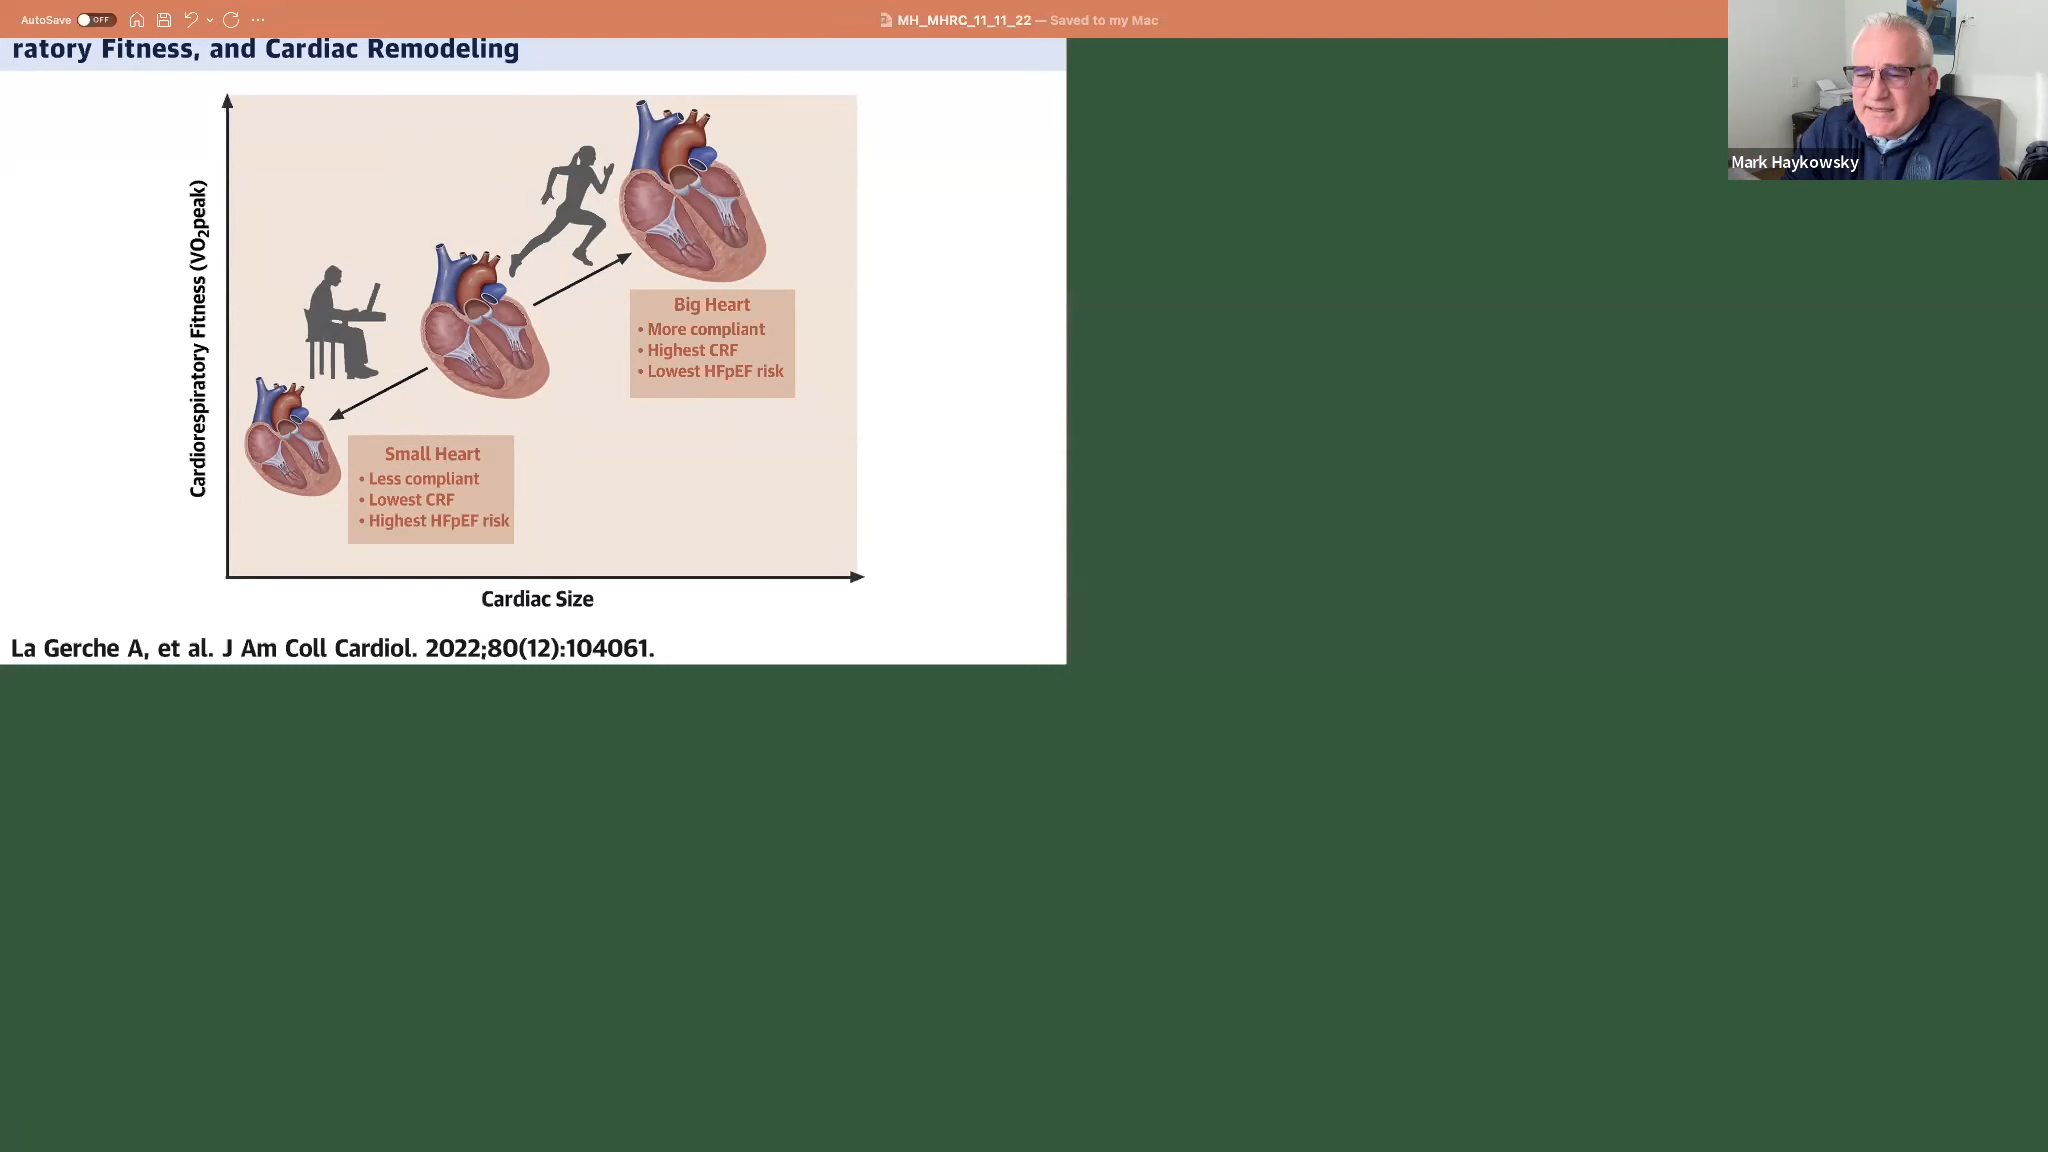 AutoSave OFF
MH_MHRC_11_11_22 — Saved to my Mac
Mark Haykowsky
ratory Fitness, and Cardiac Remodeling
Cardiorespiratory Fitness (VO2peak)
Big Heart
• More compliant
• Highest CRF
• Lowest HFpEF risk
Small Heart
• Less compliant
• Lowest CRF
• Highest HFpEF risk
Cardiac Size
La Gerche A, et al. J Am Coll Cardiol. 2022;80(12):104061.